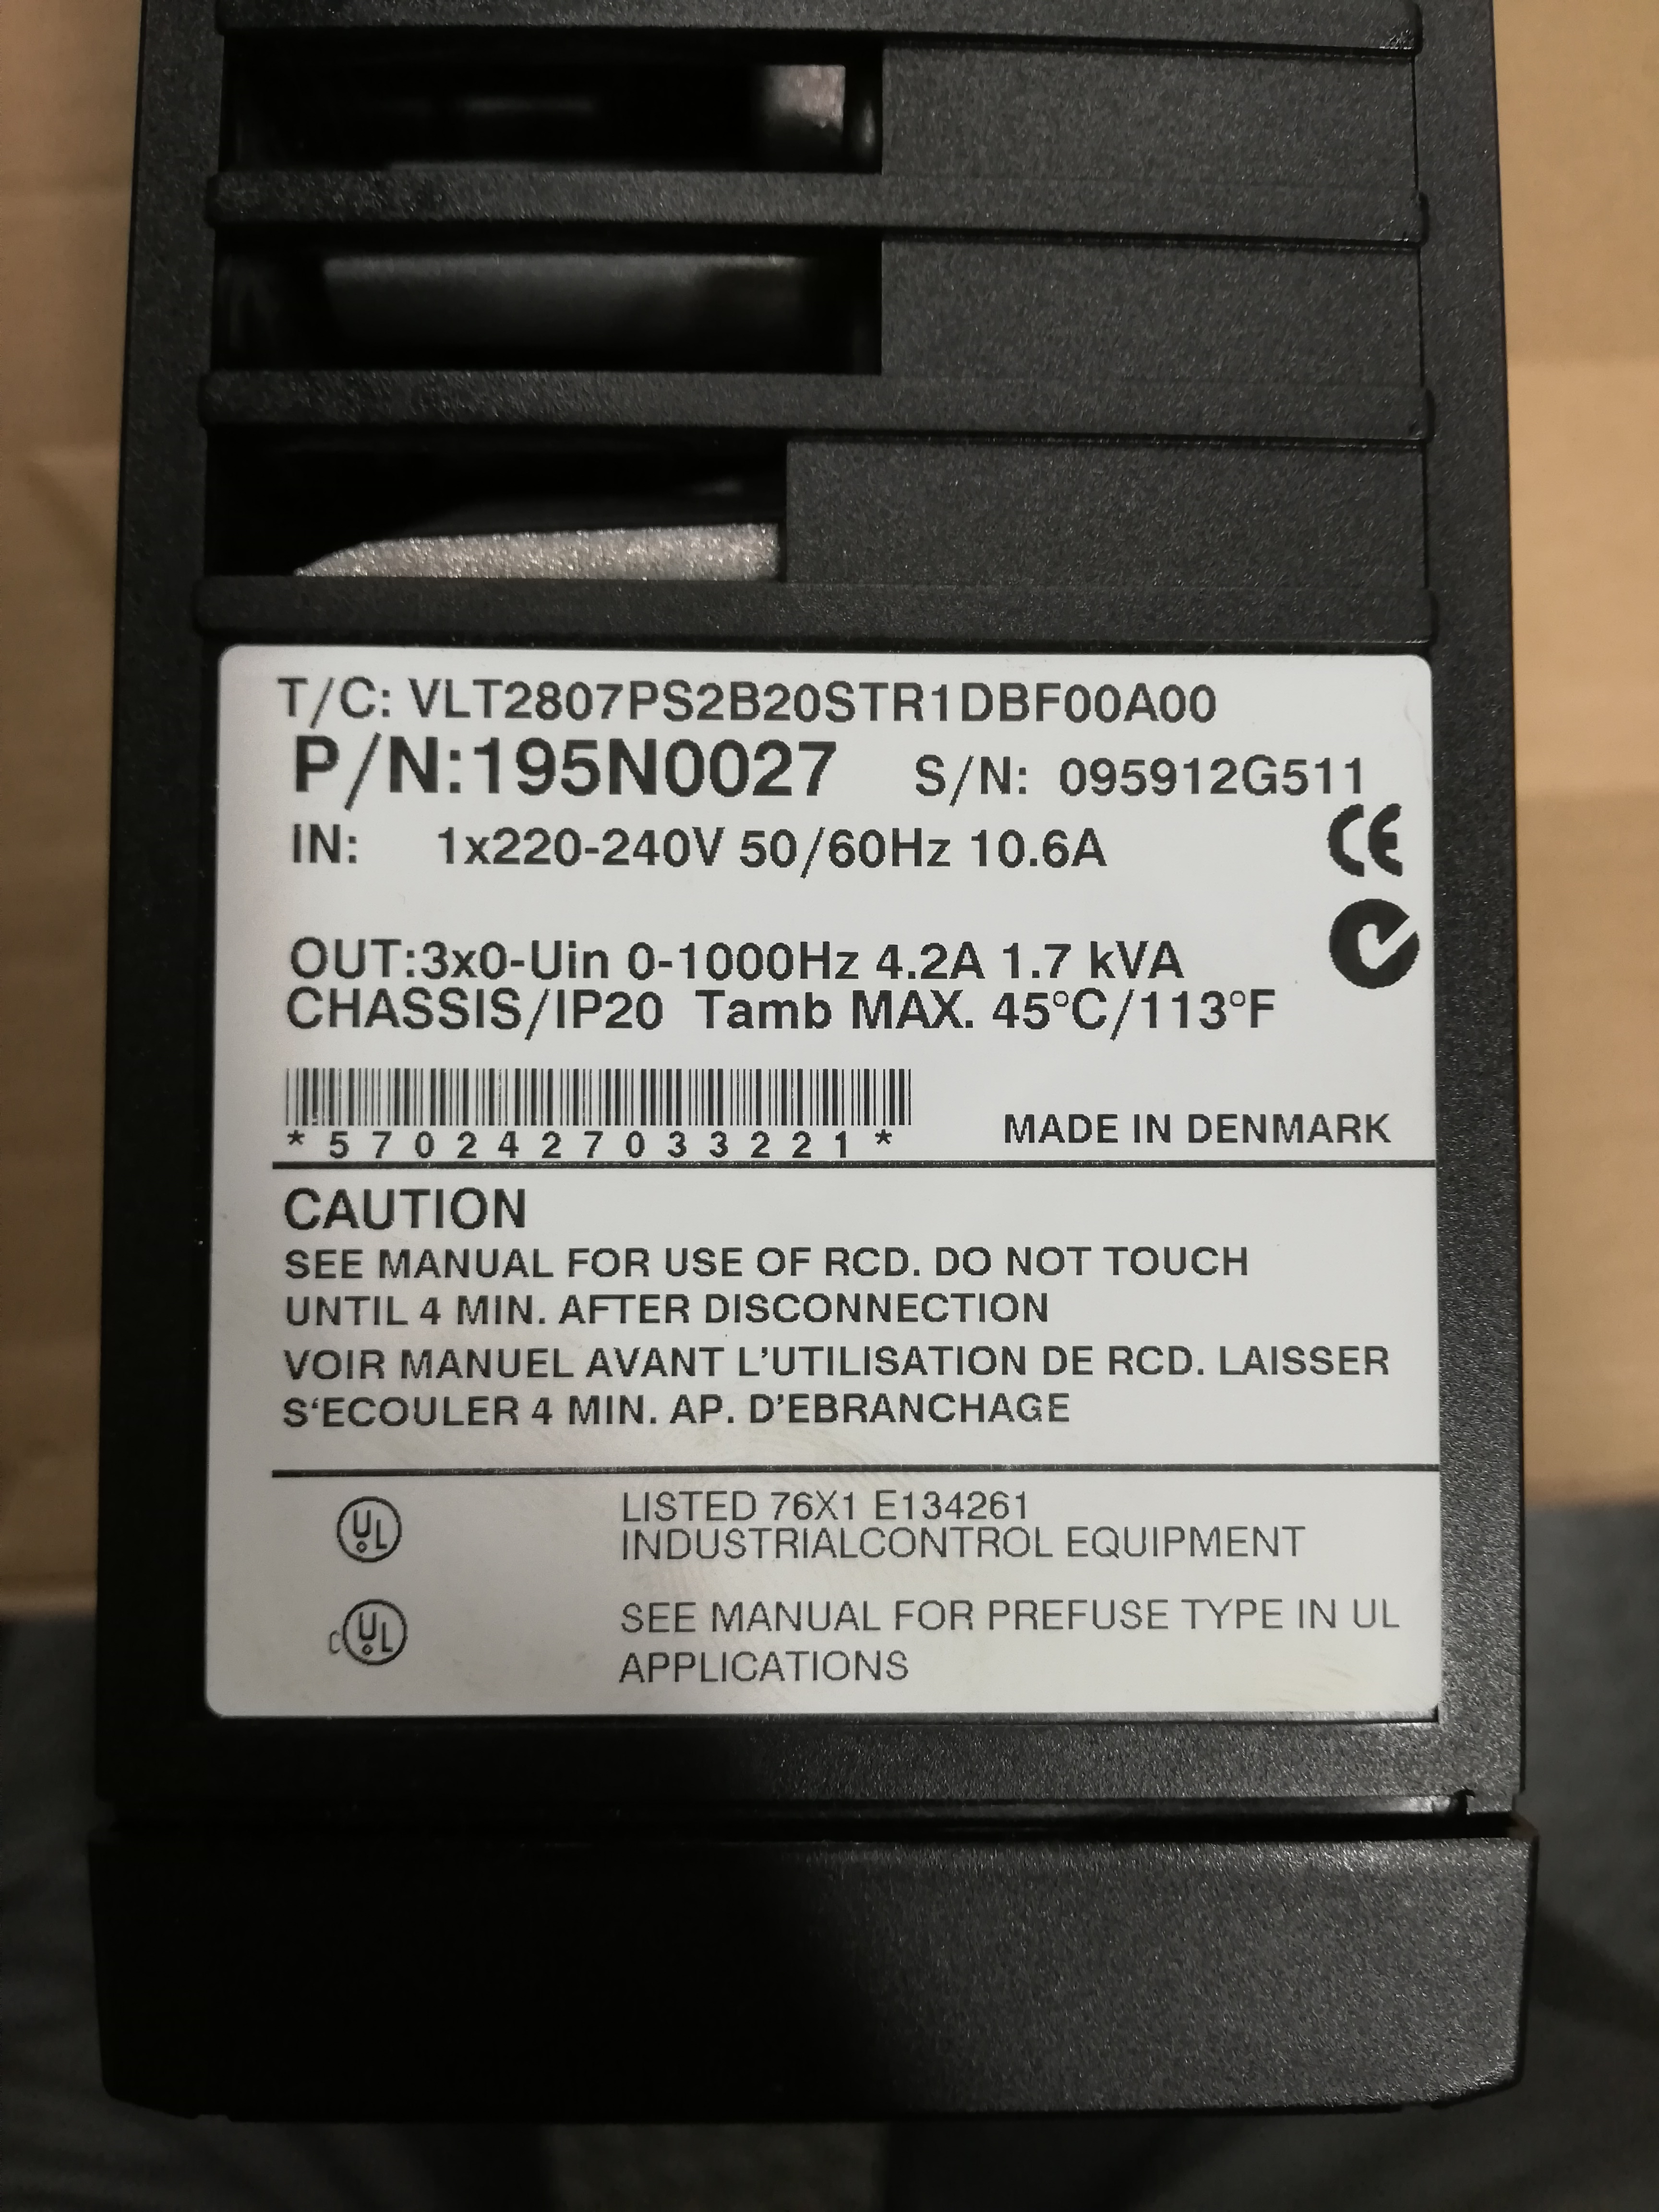 T/C: VLT2807PS2B20STR1DBF00A00
P/N:195N0027 S/N: 095912G511
IN: 1x220-240V 50/60Hz 10.6A
CE
OUT:3x0-Uin 0-1000Hz 4.2A 1.7 kVA
CHASSIS/IP20 Tamb MAX. 45°C/113°F
*5702427033221*
MADE IN DENMARK
CAUTION
SEE MANUAL FOR USE OF RCD. DO NOT TOUCH
UNTIL 4 MIN. AFTER DISCONNECTION
VOIR MANUEL AVANT L'UTILISATION DE RCD. LAISSER
S'ECOULER 4 MIN. AP. D'EBRANCHAGE
UL
LISTED 76X1 E134261
INDUSTRIALCONTROL EQUIPMENT
c UL
SEE MANUAL FOR PREFUSE TYPE IN UL
APPLICATIONS